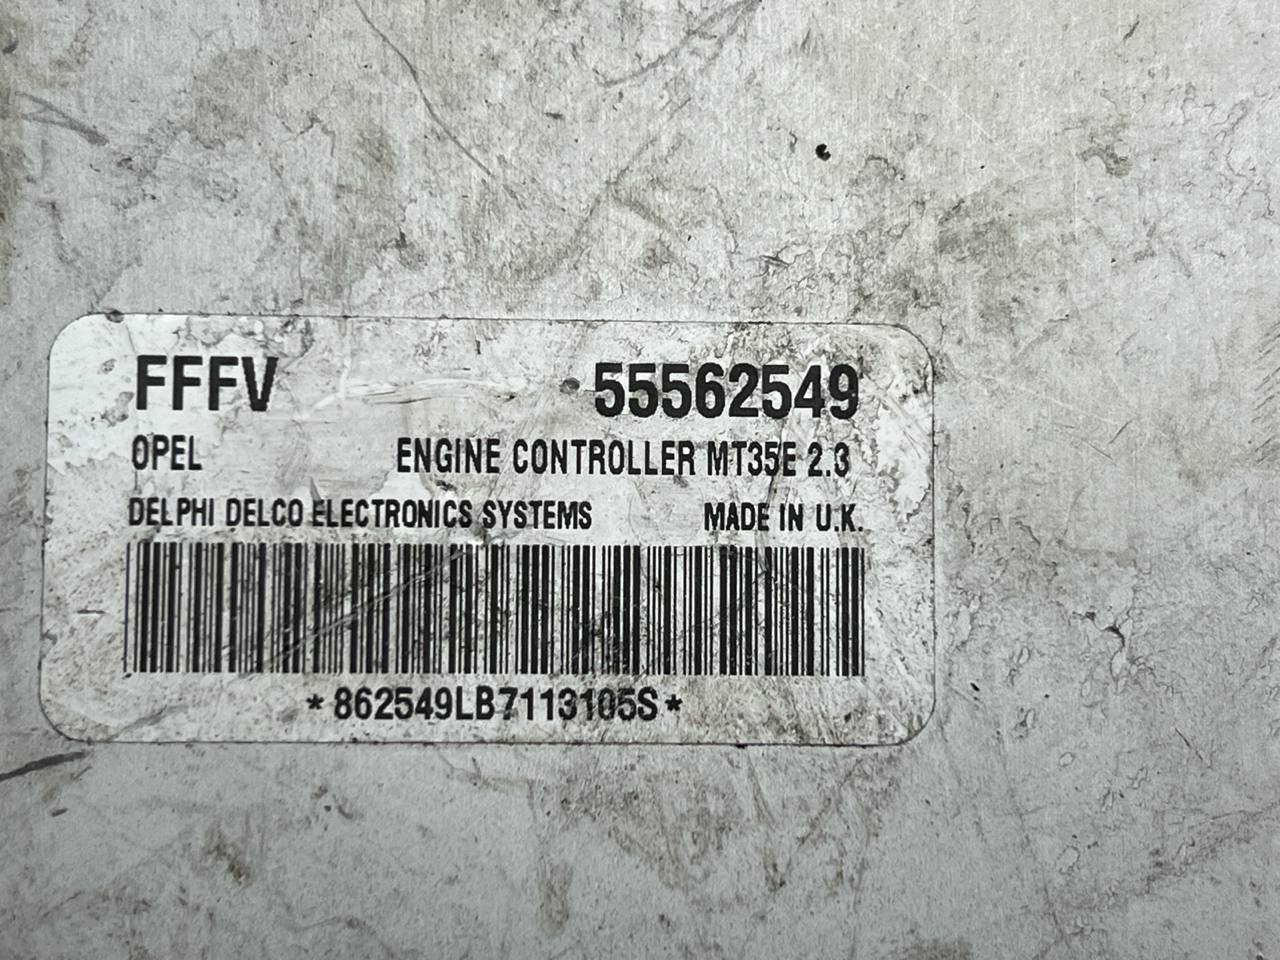 FFFV 55562549
OPEL ENGINE CONTROLLER MT35E 2.3
DELPHI DELCO ELECTRONICS SYSTEMS MADE IN U.K.
*862549LB7113105S*